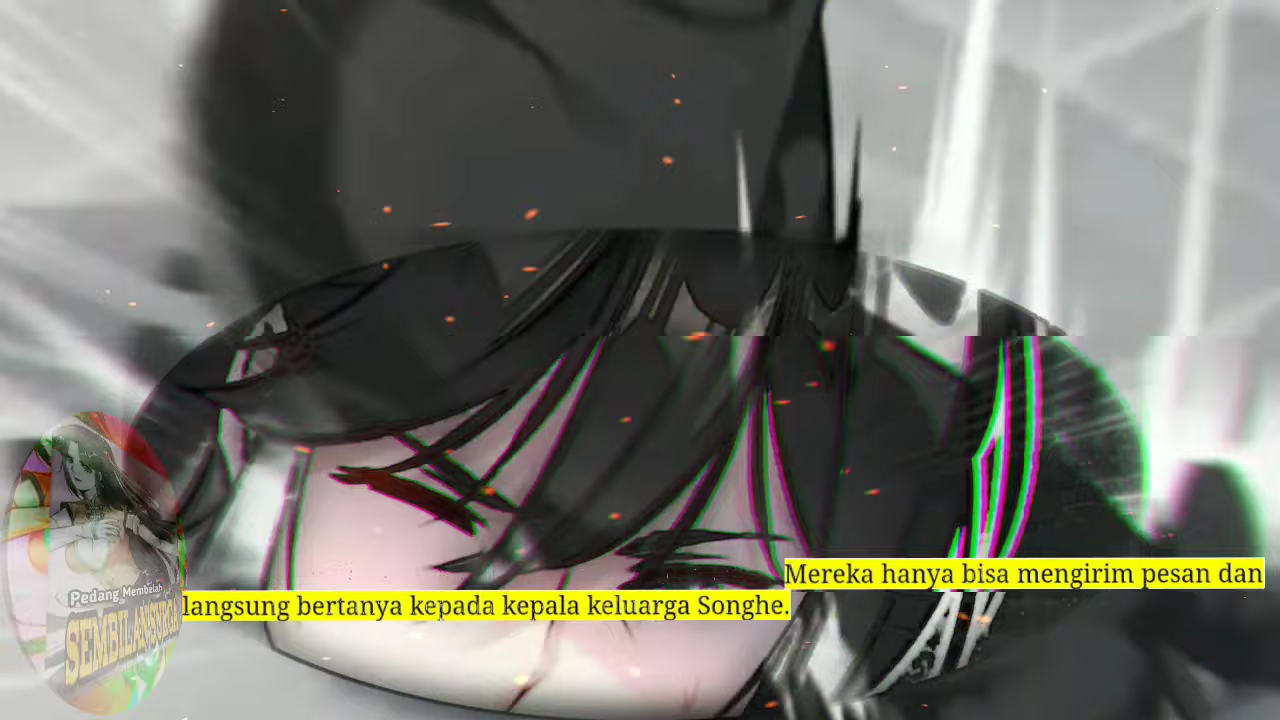 Mereka hanya bisa mengirim pesan dan
langsung bertanya kepada kepala keluarga Songhe.
Pedang Membelah
SEMBILAN SURGA